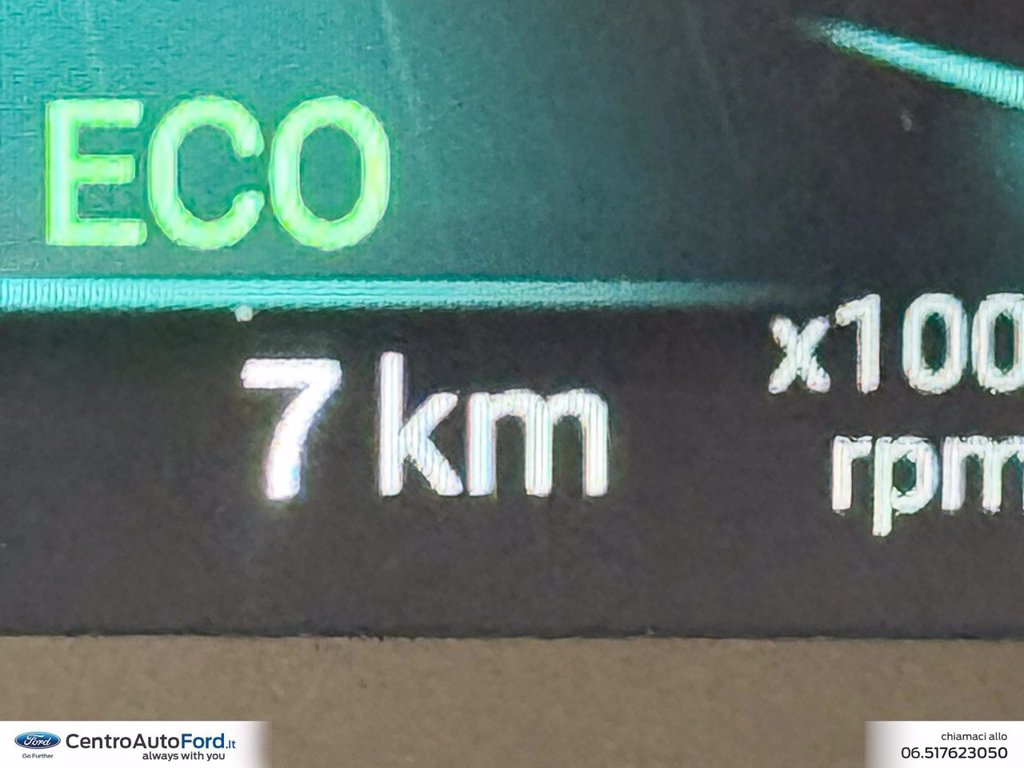 ECO
7 km
x100
rpm
Ford
Go Further
CentroAutoFord.it
always with you
chiamaci allo
06.517623050